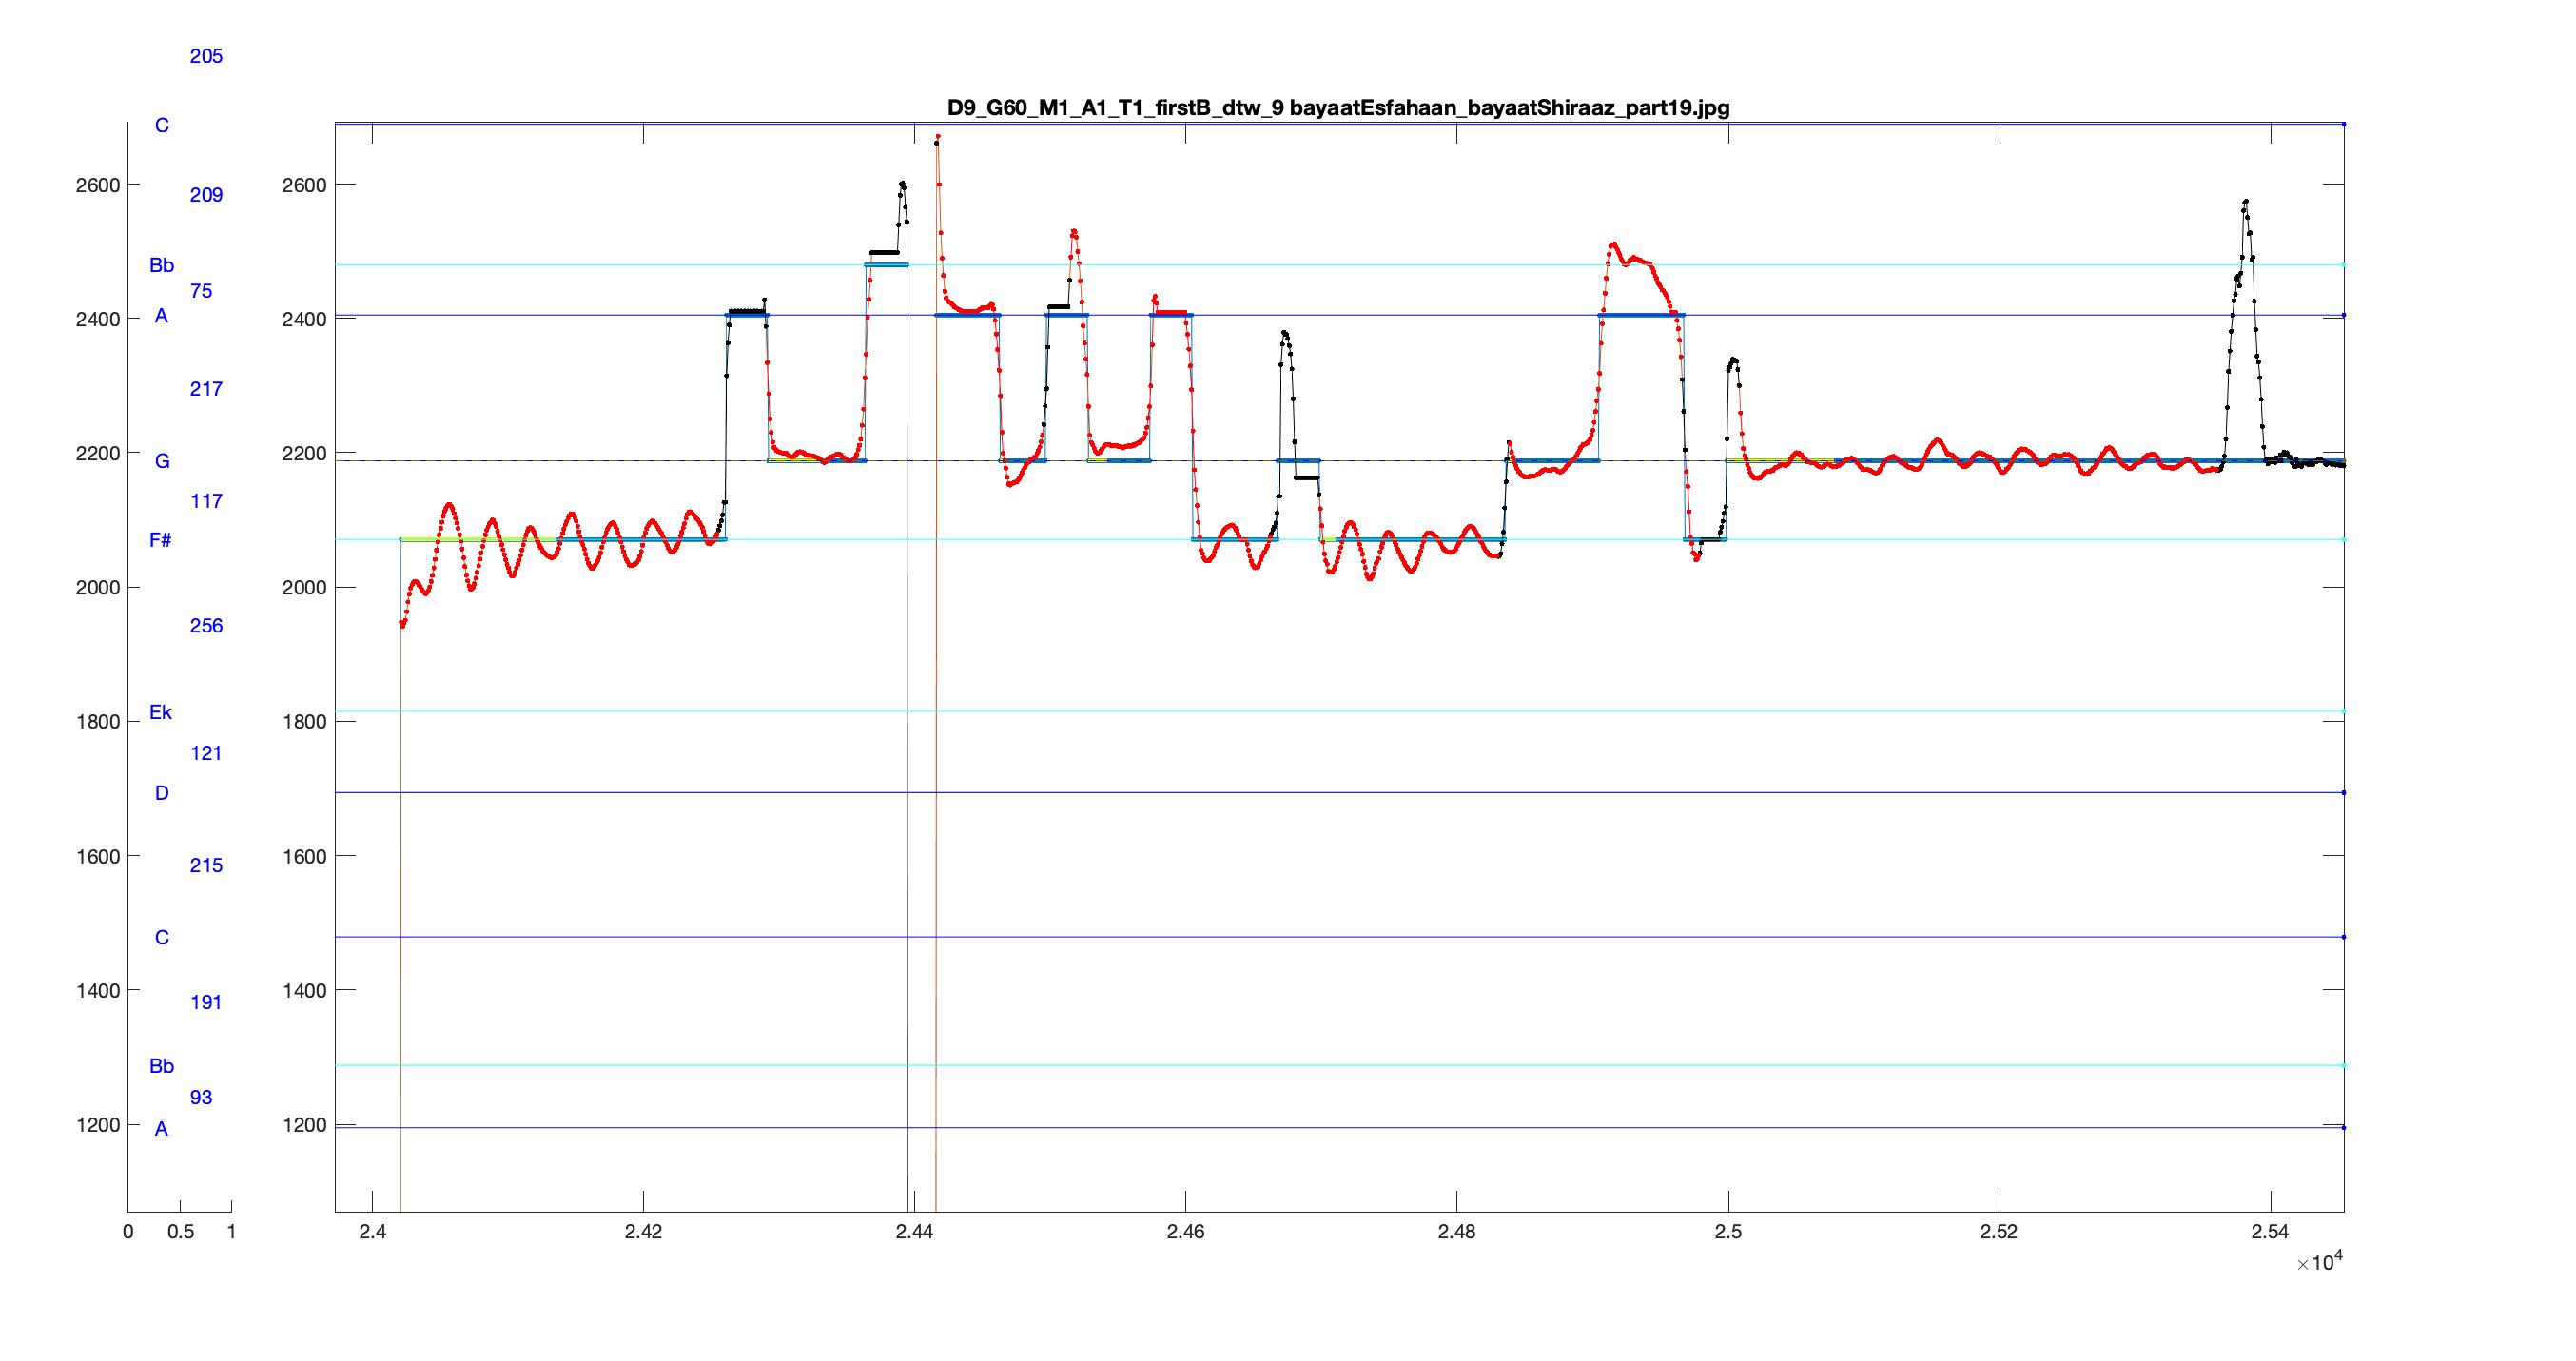 205
D9_G60_M1_A1_T1_firstB_dtw_9 bayaatEsfahaan_bayaatShiraaz_part19.jpg
C
2600 209 2600
Bb
75
2400 A 2400
217
2200 G 2200
117
F#
2000 2000
256
Ek
1800 1800
121
D
1600 215 1600
C
1400 191 1400
Bb
93
1200 A 1200
0 0.5 1 2.4 2.42 2.44 2.46 2.48 2.5 2.52 2.54
×10⁴